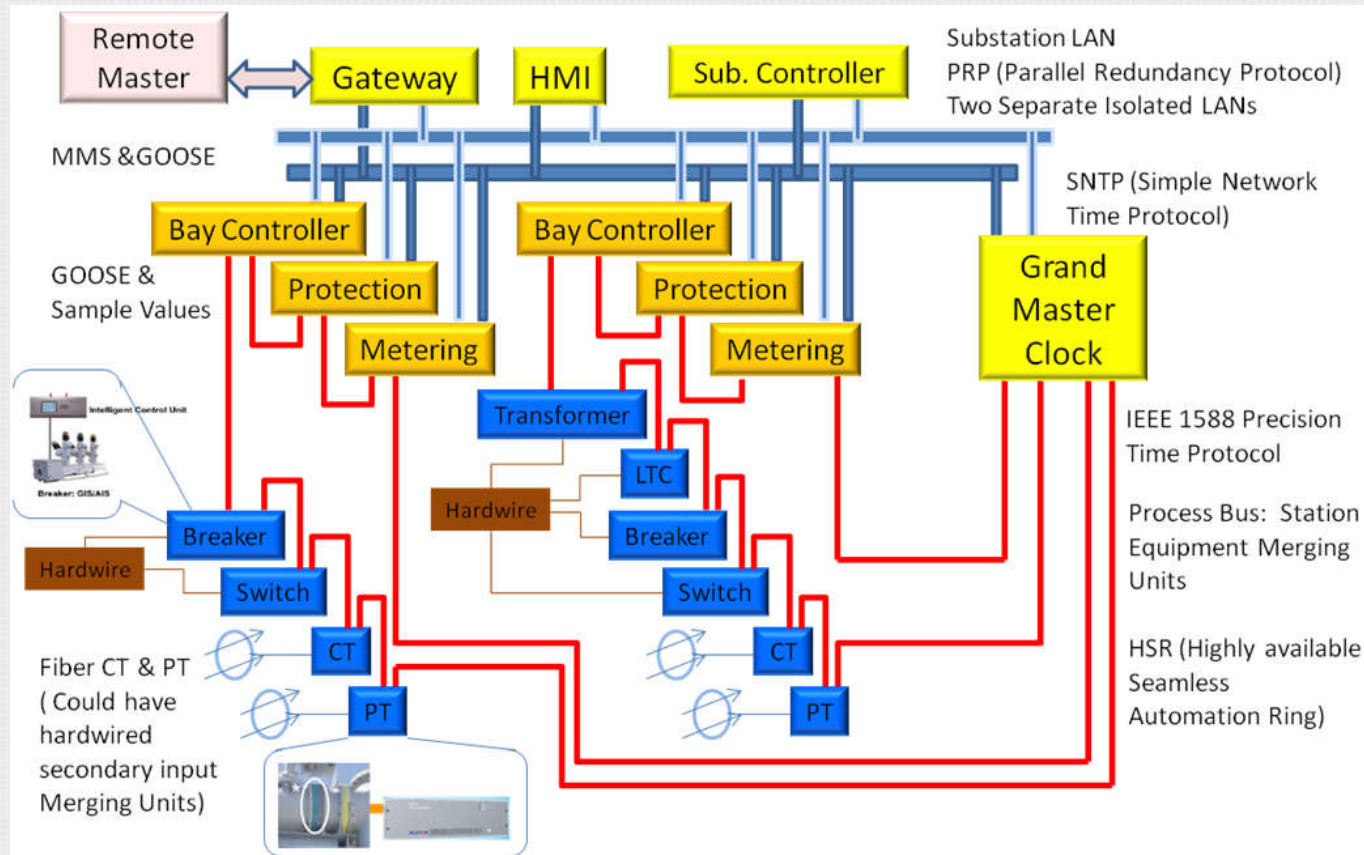 Remote
Master
Gateway
HMI
Sub. Controller
Substation LAN
PRP (Parallel Redundancy Protocol)
Two Separate Isolated LANs
MMS &GOOSE
SNTP (Simple Network
Time Protocol)
Bay Controller
Protection
Metering
Bay Controller
Protection
Metering
Grand
Master
Clock
GOOSE &
Sample Values
Intelligent Control Unit
Breaker: GIS/AIS
Transformer
LTC
Hardwire
Breaker
Switch
CT
PT
IEEE 1588 Precision
Time Protocol
Breaker
Hardwire
Switch
CT
PT
Process Bus: Station
Equipment Merging
Units
Fiber CT & PT
( Could have
hardwired
secondary input
Merging Units)
HSR (Highly available
Seamless
Automation Ring)